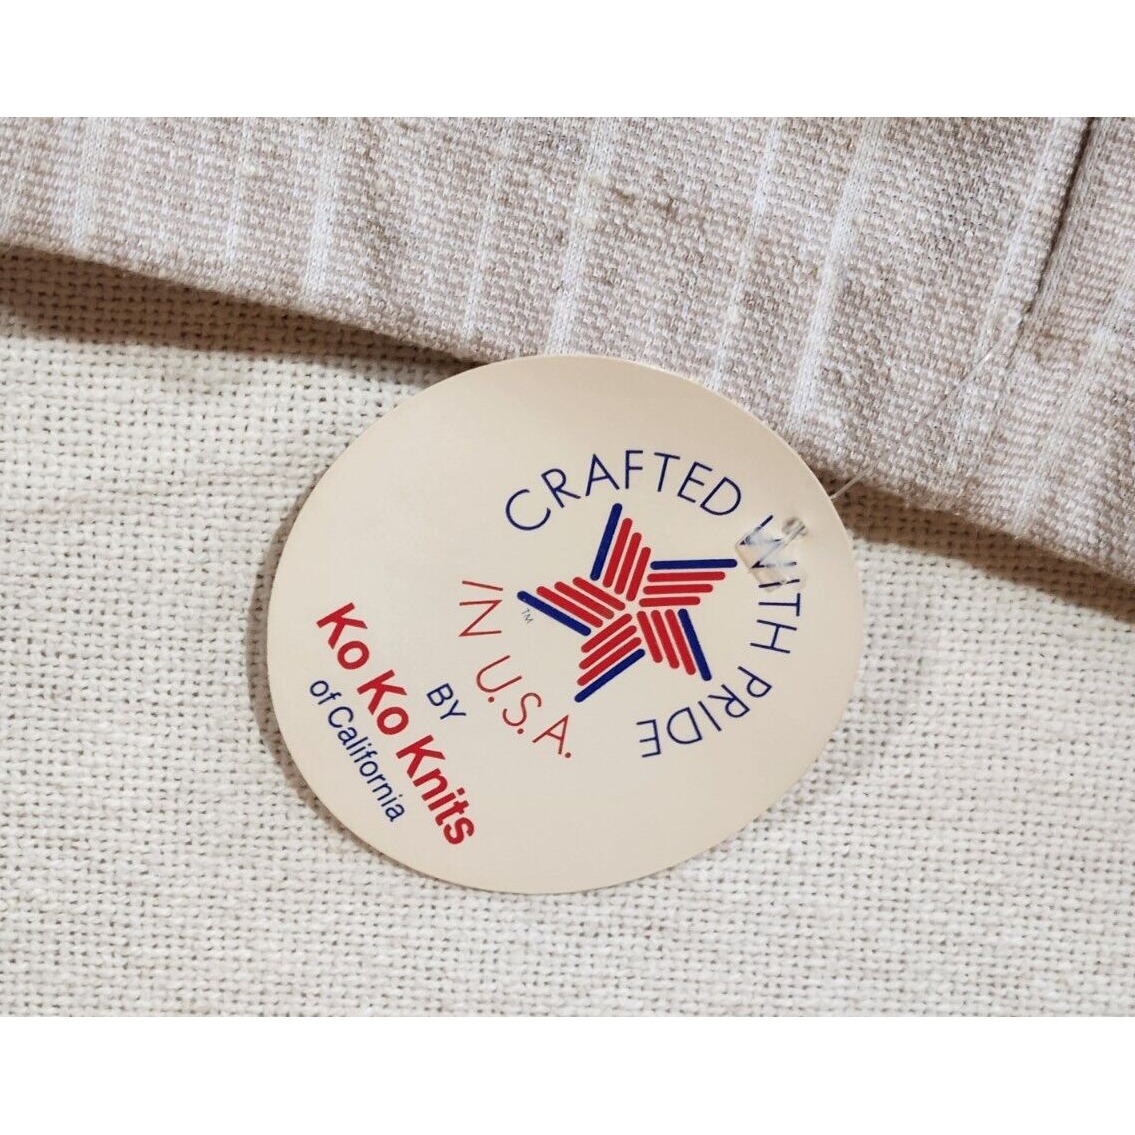 CRAFTED WITH PRIDE
IN U.S.A.
TM
BY
Ko Ko Knits
of California